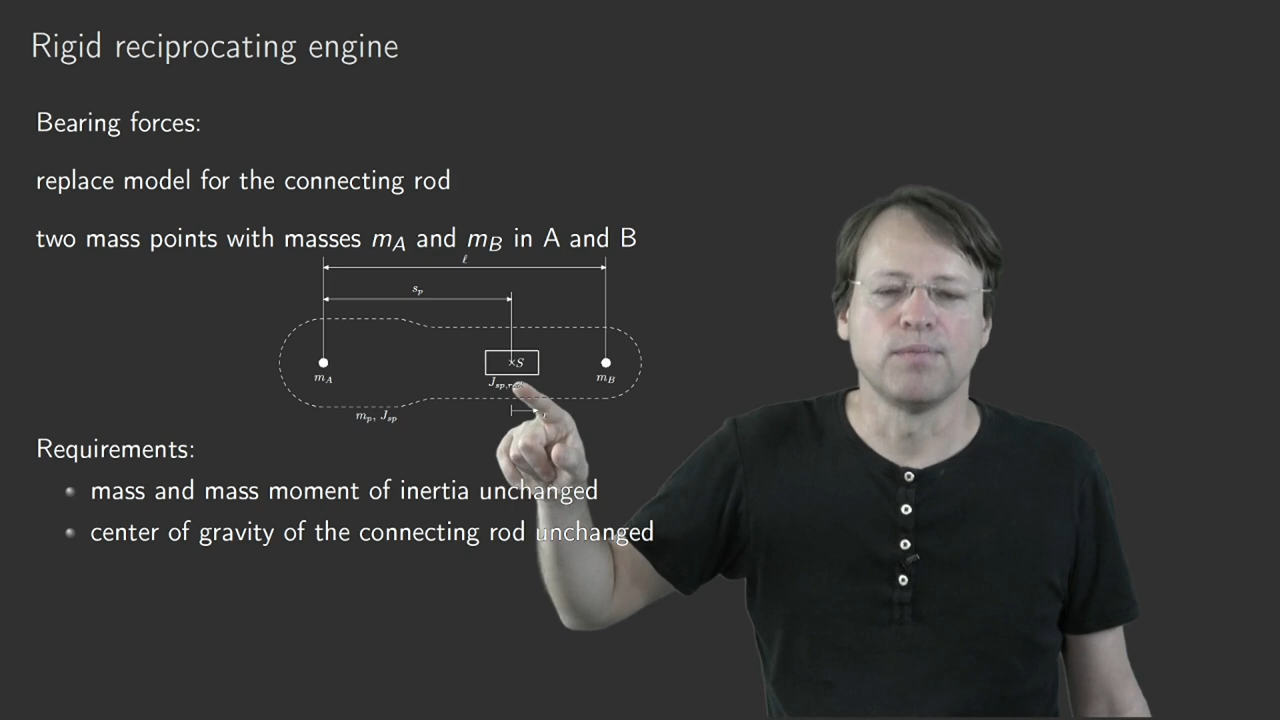 Rigid reciprocating engine
Bearing forces:
replace model for the connecting rod
two mass points with masses m_A and m_B in A and B
ℓ
s_p
S
m_A
m_B
m_p, J_sp
Requirements:
mass and mass moment of inertia unchanged
center of gravity of the connecting rod unchanged